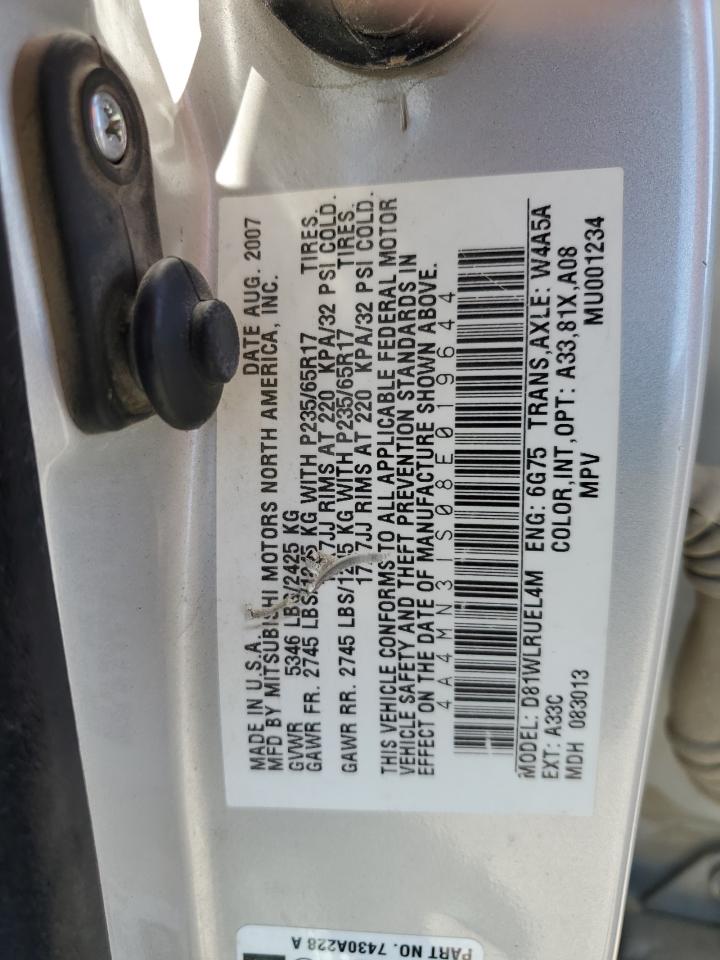 MADE IN U.S.A. DATE AUG. 2007
MFD BY MITSUBISHI MOTORS NORTH AMERICA, INC.
GVWR 5346 LBS/2425 KG
GAWR FR. 2745 LBS/1245 KG WITH P235/65R17 TIRES.
17 7JJ RIMS AT 220 KPA/32 PSI COLD.
GAWR RR. 2745 LBS/1245 KG WITH P235/65R17 TIRES.
17 7JJ RIMS AT 220 KPA/32 PSI COLD.
THIS VEHICLE CONFORMS TO ALL APPLICABLE FEDERAL MOTOR
VEHICLE SAFETY AND THEFT PREVENTION STANDARDS IN
EFFECT ON THE DATE OF MANUFACTURE SHOWN ABOVE.
4A4MN31S08E019644
MODEL: D81WLRUEL4M ENG: 6G75 TRANS,AXLE: W4A5A
EXT: A33C COLOR,INT,OPT: A33,81X,A08
MDH 083013 MPV MU001234
PART NO. 7430A228 A